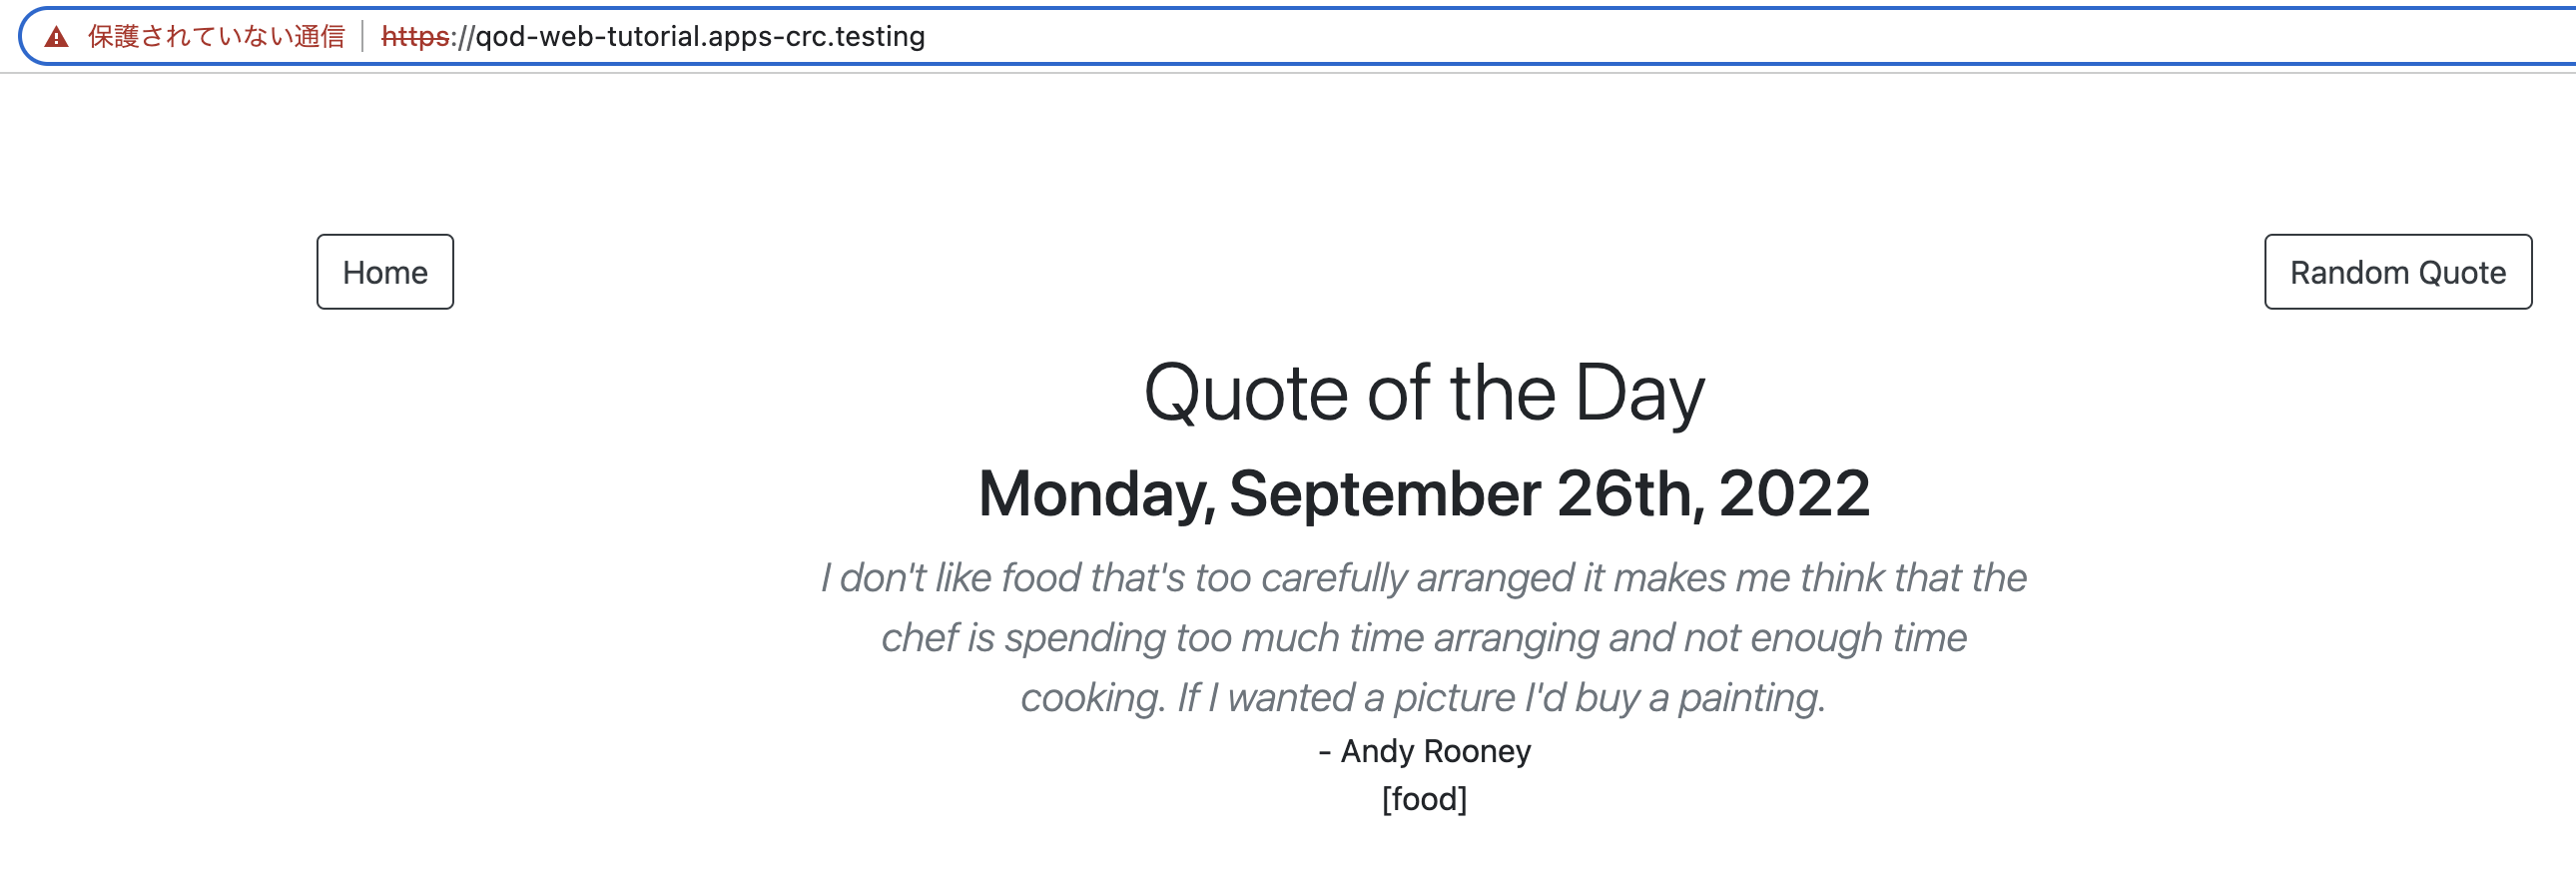 保護されていない通信 https://qod-web-tutorial.apps-crc.testing
Home Random Quote
Quote of the Day
Monday, September 26th, 2022
I don't like food that's too carefully arranged it makes me think that the
chef is spending too much time arranging and not enough time
cooking. If I wanted a picture I'd buy a painting.
- Andy Rooney
[food]